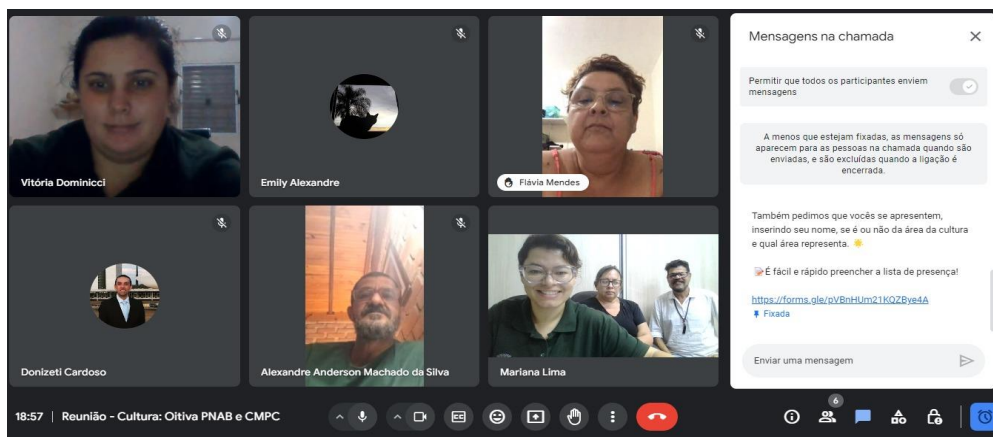 Vitória Dominicci
Emily Alexandre
Flávia Mendes
Donizeti Cardoso
Alexandre Anderson Machado da Silva
Mariana Lima
Mensagens na chamada
Permitir que todos os participantes enviem
mensagens
A menos que estejam fixadas, as mensagens só
aparecem para as pessoas na chamada quando são
enviadas, e são excluídas quando a ligação é
encerrada.
Também pedimos que vocês se apresentem,
inserindo seu nome, se é ou não da área da cultura
e qual área representa.
É fácil e rápido preencher a lista de presença!
https://forms.gle/pVBnHUm21KQZBye4A
Fixada
Enviar uma mensagem
18:57 | Reunião - Cultura: Oitiva PNAB e CMPC
CC
6